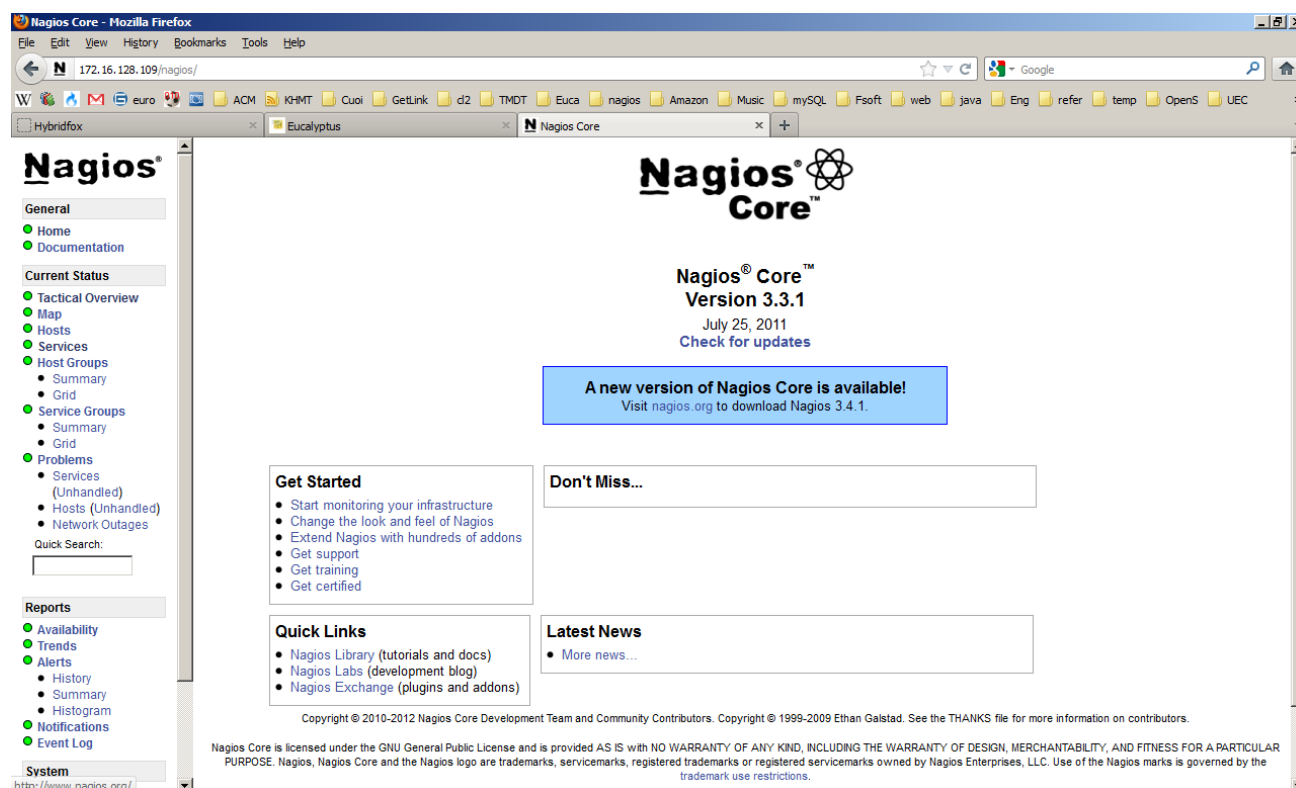 Nagios Core - Mozilla Firefox
File Edit View History Bookmarks Tools Help
172.16.128.109/nagios/
Google
euro ACM KHMT Cuoi GetLink d2 TMDT Euca nagios Amazon Music mySQL Fsoft web java Eng refer temp OpenS UEC
Hybridfox
Eucalyptus
Nagios Core
Nagios®
General
Home
Documentation
Current Status
Tactical Overview
Map
Hosts
Services
Host Groups
Summary
Grid
Service Groups
Summary
Grid
Problems
Services
(Unhandled)
Hosts (Unhandled)
Network Outages
Quick Search:
Reports
Availability
Trends
Alerts
History
Summary
Histogram
Notifications
Event Log
System
http://www.nagios.org/
Nagios®
Core™
Nagios® Core™
Version 3.3.1
July 25, 2011
Check for updates
A new version of Nagios Core is available!
Visit nagios.org to download Nagios 3.4.1.
Get Started
Start monitoring your infrastructure
Change the look and feel of Nagios
Extend Nagios with hundreds of addons
Get support
Get training
Get certified
Don't Miss...
Quick Links
Nagios Library (tutorials and docs)
Nagios Labs (development blog)
Nagios Exchange (plugins and addons)
Latest News
More news...
Copyright © 2010-2012 Nagios Core Development Team and Community Contributors. Copyright © 1999-2009 Ethan Galstad. See the THANKS file for more information on contributors.
Nagios Core is licensed under the GNU General Public License and is provided AS IS with NO WARRANTY OF ANY KIND, INCLUDING THE WARRANTY OF DESIGN, MERCHANTABILITY, AND FITNESS FOR A PARTICULAR
PURPOSE. Nagios, Nagios Core and the Nagios logo are trademarks, servicemarks, registered trademarks or registered servicemarks owned by Nagios Enterprises, LLC. Use of the Nagios marks is governed by the
trademark use restrictions.